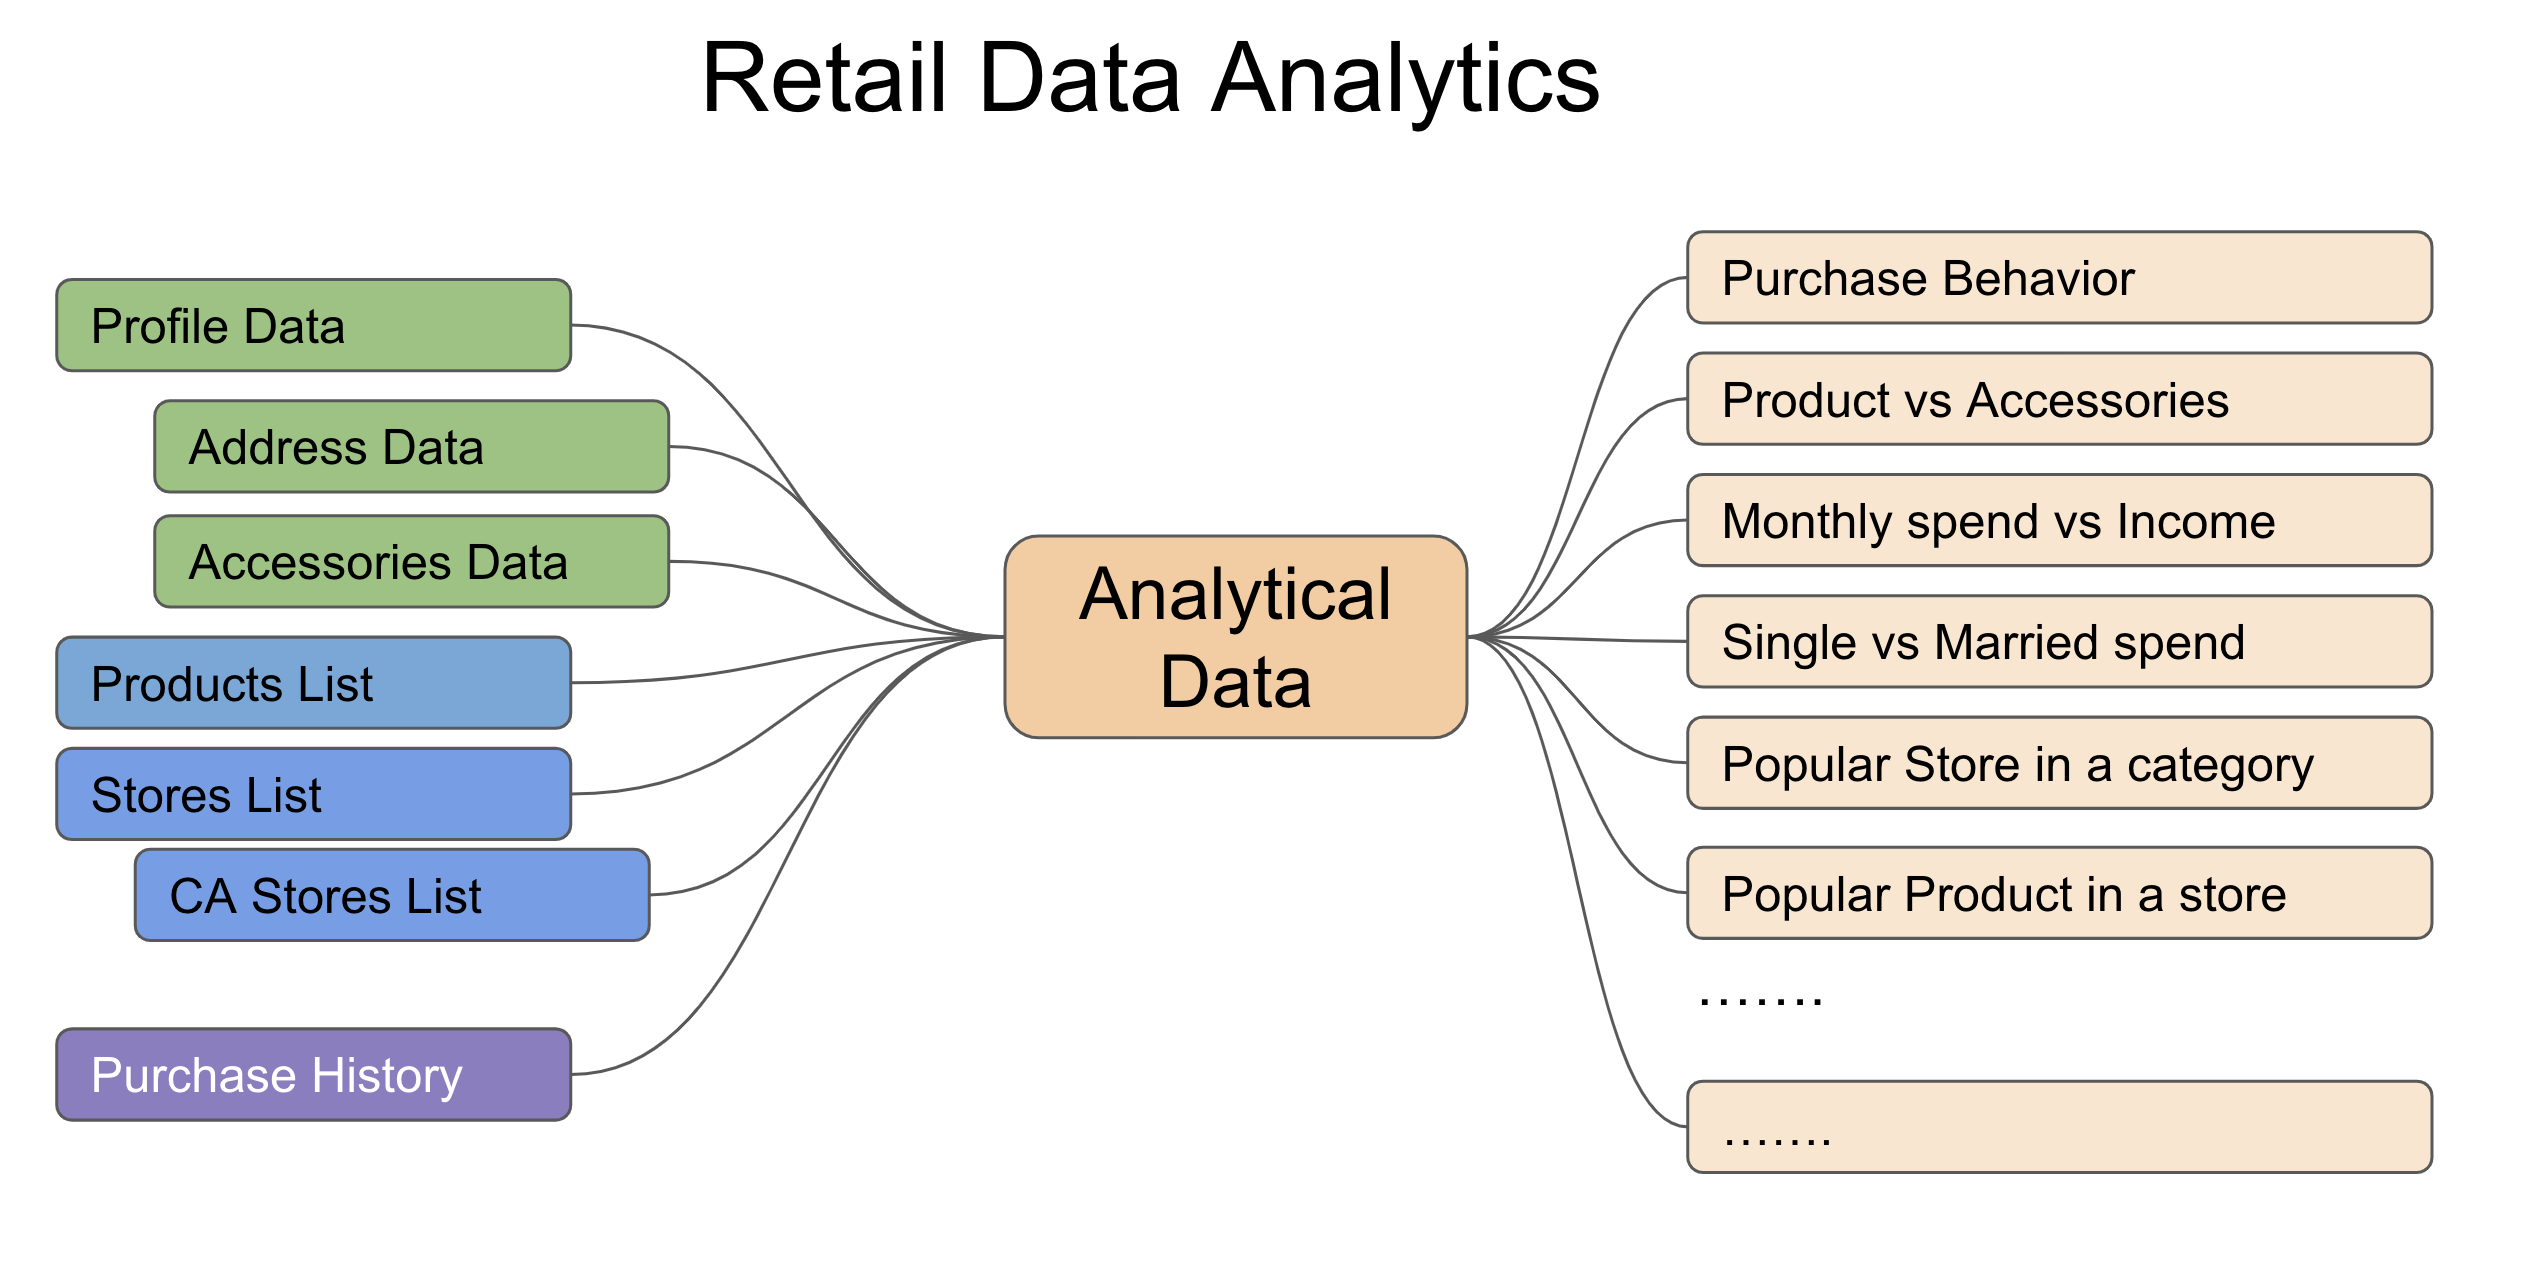 Retail Data Analytics
Profile Data
Address Data
Accessories Data
Products List
Stores List
CA Stores List
Purchase History
Analytical
Data
Purchase Behavior
Product vs Accessories
Monthly spend vs Income
Single vs Married spend
Popular Store in a category
Popular Product in a store
.......
.......